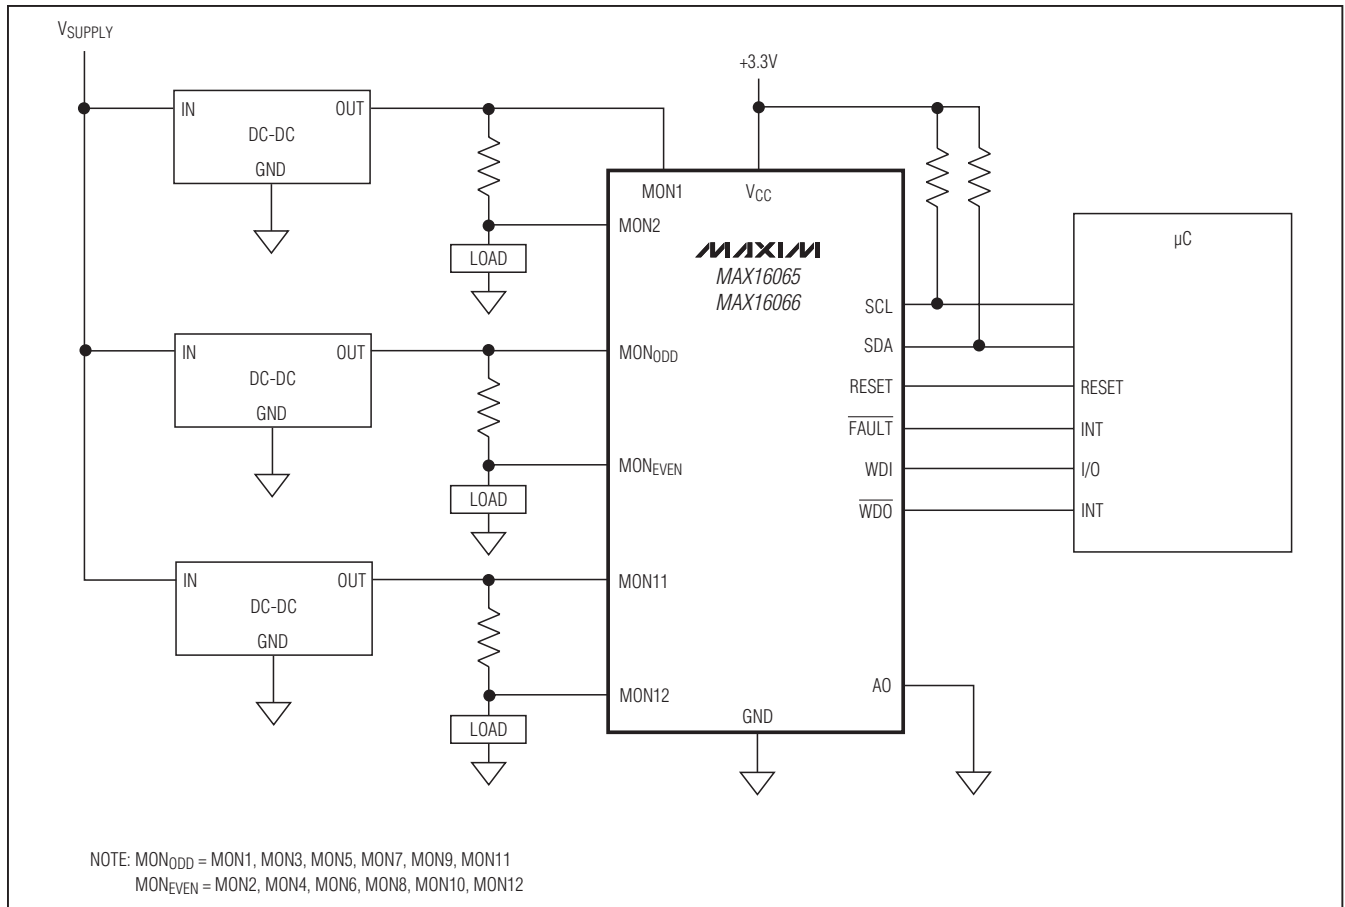 VSUPPLY
+3.3V
IN
OUT
DC-DC
GND
MON1
VCC
MON2
MAXIM
MAX16065
MAX16066
LOAD
µC
SCL
SDA
IN
OUT
DC-DC
GND
MONODD
RESET
RESET
FAULT
INT
MONEVEN
WDI
I/O
LOAD
WDO
INT
IN
OUT
DC-DC
GND
MON11
MON12
A0
LOAD
GND
NOTE: MONODD = MON1, MON3, MON5, MON7, MON9, MON11
MONEVEN = MON2, MON4, MON6, MON8, MON10, MON12